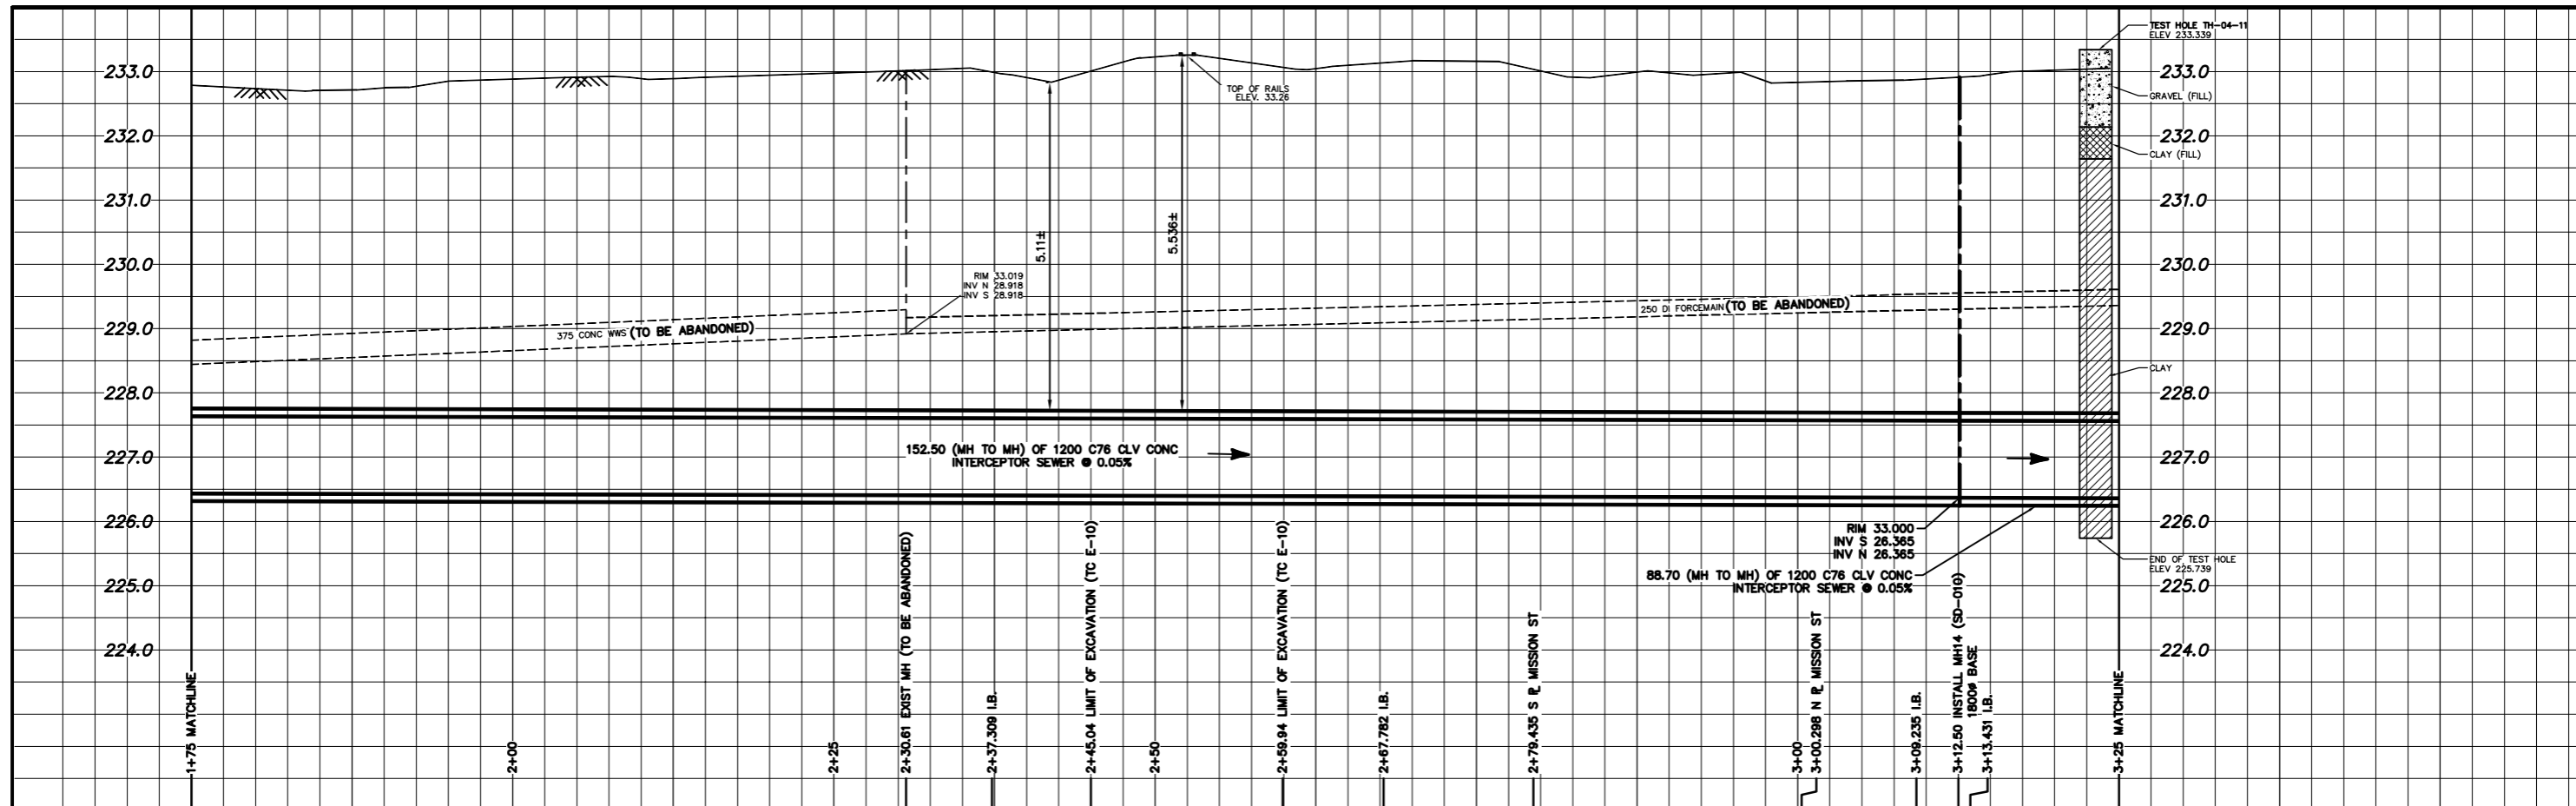 TEST HOLE TH-04-11
ELEV 233.339
233.0
233.0
TOP OF RAILS
ELEV. 33.26
GRAVEL (FILL)
232.0
232.0
CLAY (FILL)
231.0
231.0
5.11±
5.536±
230.0
230.0
RIM 33.019
INV N 28.918
INV S 28.918
229.0
375 CONC WWS (TO BE ABANDONED)
250 DI FORCEMAIN (TO BE ABANDONED)
229.0
CLAY
228.0
228.0
227.0
152.50 (MH TO MH) OF 1200 C76 CLV CONC
INTERCEPTOR SEWER @ 0.05%
227.0
226.0
226.0
RIM 33.000
INV S 26.365
INV N 26.365
END OF TEST HOLE
ELEV 225.739
88.70 (MH TO MH) OF 1200 C76 CLV CONC
INTERCEPTOR SEWER @ 0.05%
225.0
225.0
224.0
224.0
1+75 MATCHLINE
2+00
2+25
2+30.61 EXIST MH (TO BE ABANDONED)
2+37.309 I.B.
2+45.04 LIMIT OF EXCAVATION (TC E-10)
2+50
2+59.94 LIMIT OF EXCAVATION (TC E-10)
2+67.782 I.B.
2+79.435 S PL MISSION ST
3+00
3+00.298 N PL MISSION ST
3+09.235 I.B.
3+12.50 INSTALL MH14 (SD-010)
1800ø BASE
3+13.431 I.B.
3+25 MATCHLINE